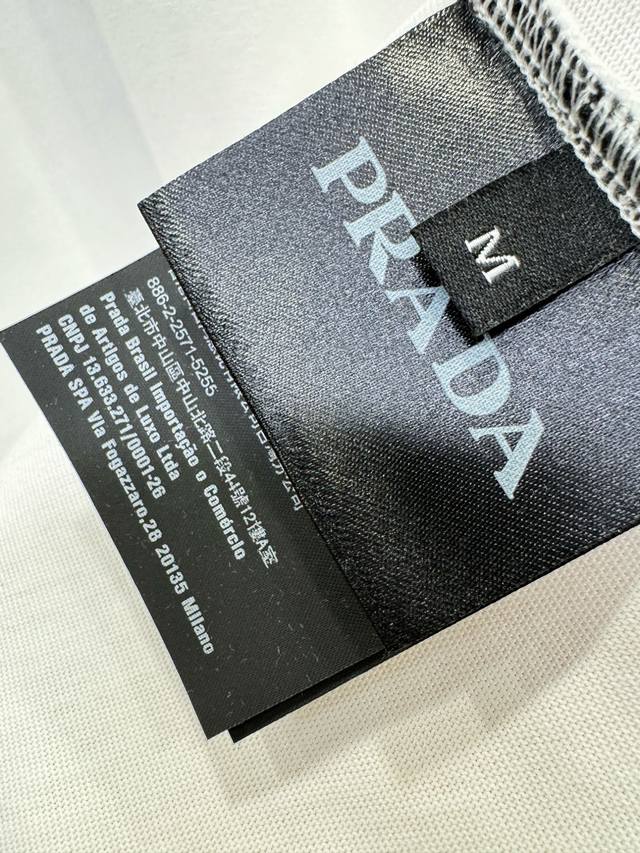 PRADA
M
886-2-2571-5255
臺北市中山區中山北路二段44號12樓A室
Prada Brasil Importação o Comércio
de Artigos de Luxo Ltda
CNPJ 13.633.271/0001-26
PRADA SPA Via Fogazzaro,28 20135 Milano